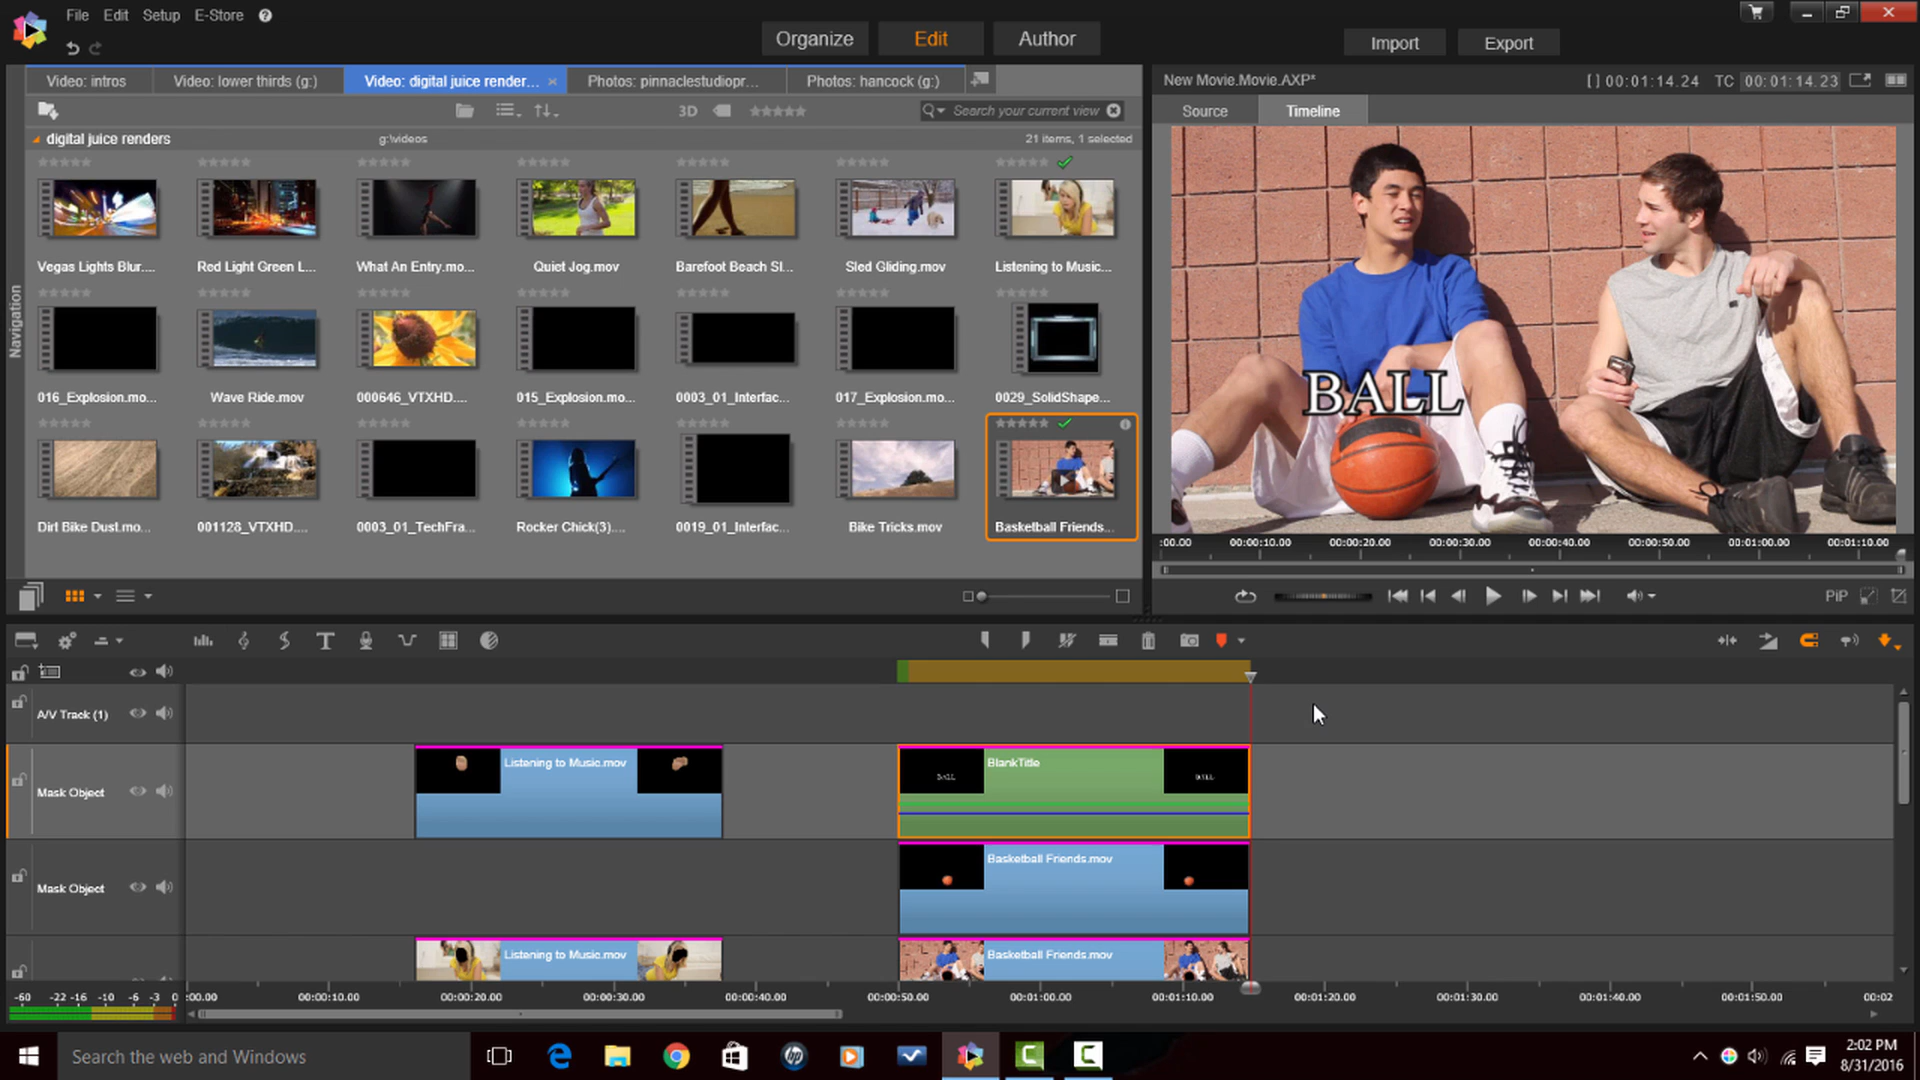 File Edit Setup E-Store ?
Organize Edit Author
Import Export
Video: intros Video: lower thirds (g:) Video: digital juice render... × Photos: pinnaclestudiopr... Photos: hancock (g:)
New Movie.Movie.AXP* [ ] 00:01:14.24 TC 00:01:14.23
3D Search your current view
Source Timeline
digital juice renders g:\videos 21 items, 1 selected
Navigation
Vegas Lights Blur.... Red Light Green L... What An Entry.mo... Quiet Jog.mov Barefoot Beach Sl... Sled Gliding.mov Listening to Music...
016_Explosion.mo... Wave Ride.mov 000646_VTXHD.... 015_Explosion.mo... 0003_01_Interfac... 017_Explosion.mo... 0029_SolidShape...
Dirt Bike Dust.mo... 001128_VTXHD.... 0003_01_TechFra... Rocker Chick(3).... 0019_01_Interfac... Bike Tricks.mov Basketball Friends...
BALL
:00.00 00:00:10.00 00:00:20.00 00:00:30.00 00:00:40.00 00:00:50.00 00:01:00.00 00:01:10.00
PiP
A/V Track (1)
Mask Object Listening to Music.mov BlankTitle
BALL BALL
Mask Object Basketball Friends.mov
Listening to Music.mov Basketball Friends.mov
-60 -22 -16 -10 -6 -3 0 :00.00 00:00:10.00 00:00:20.00 00:00:30.00 00:00:40.00 00:00:50.00 00:01:00.00 00:01:10.00 00:01:20.00 00:01:30.00 00:01:40.00 00:01:50.00 00:02
Search the web and Windows
2:02 PM
8/31/2016